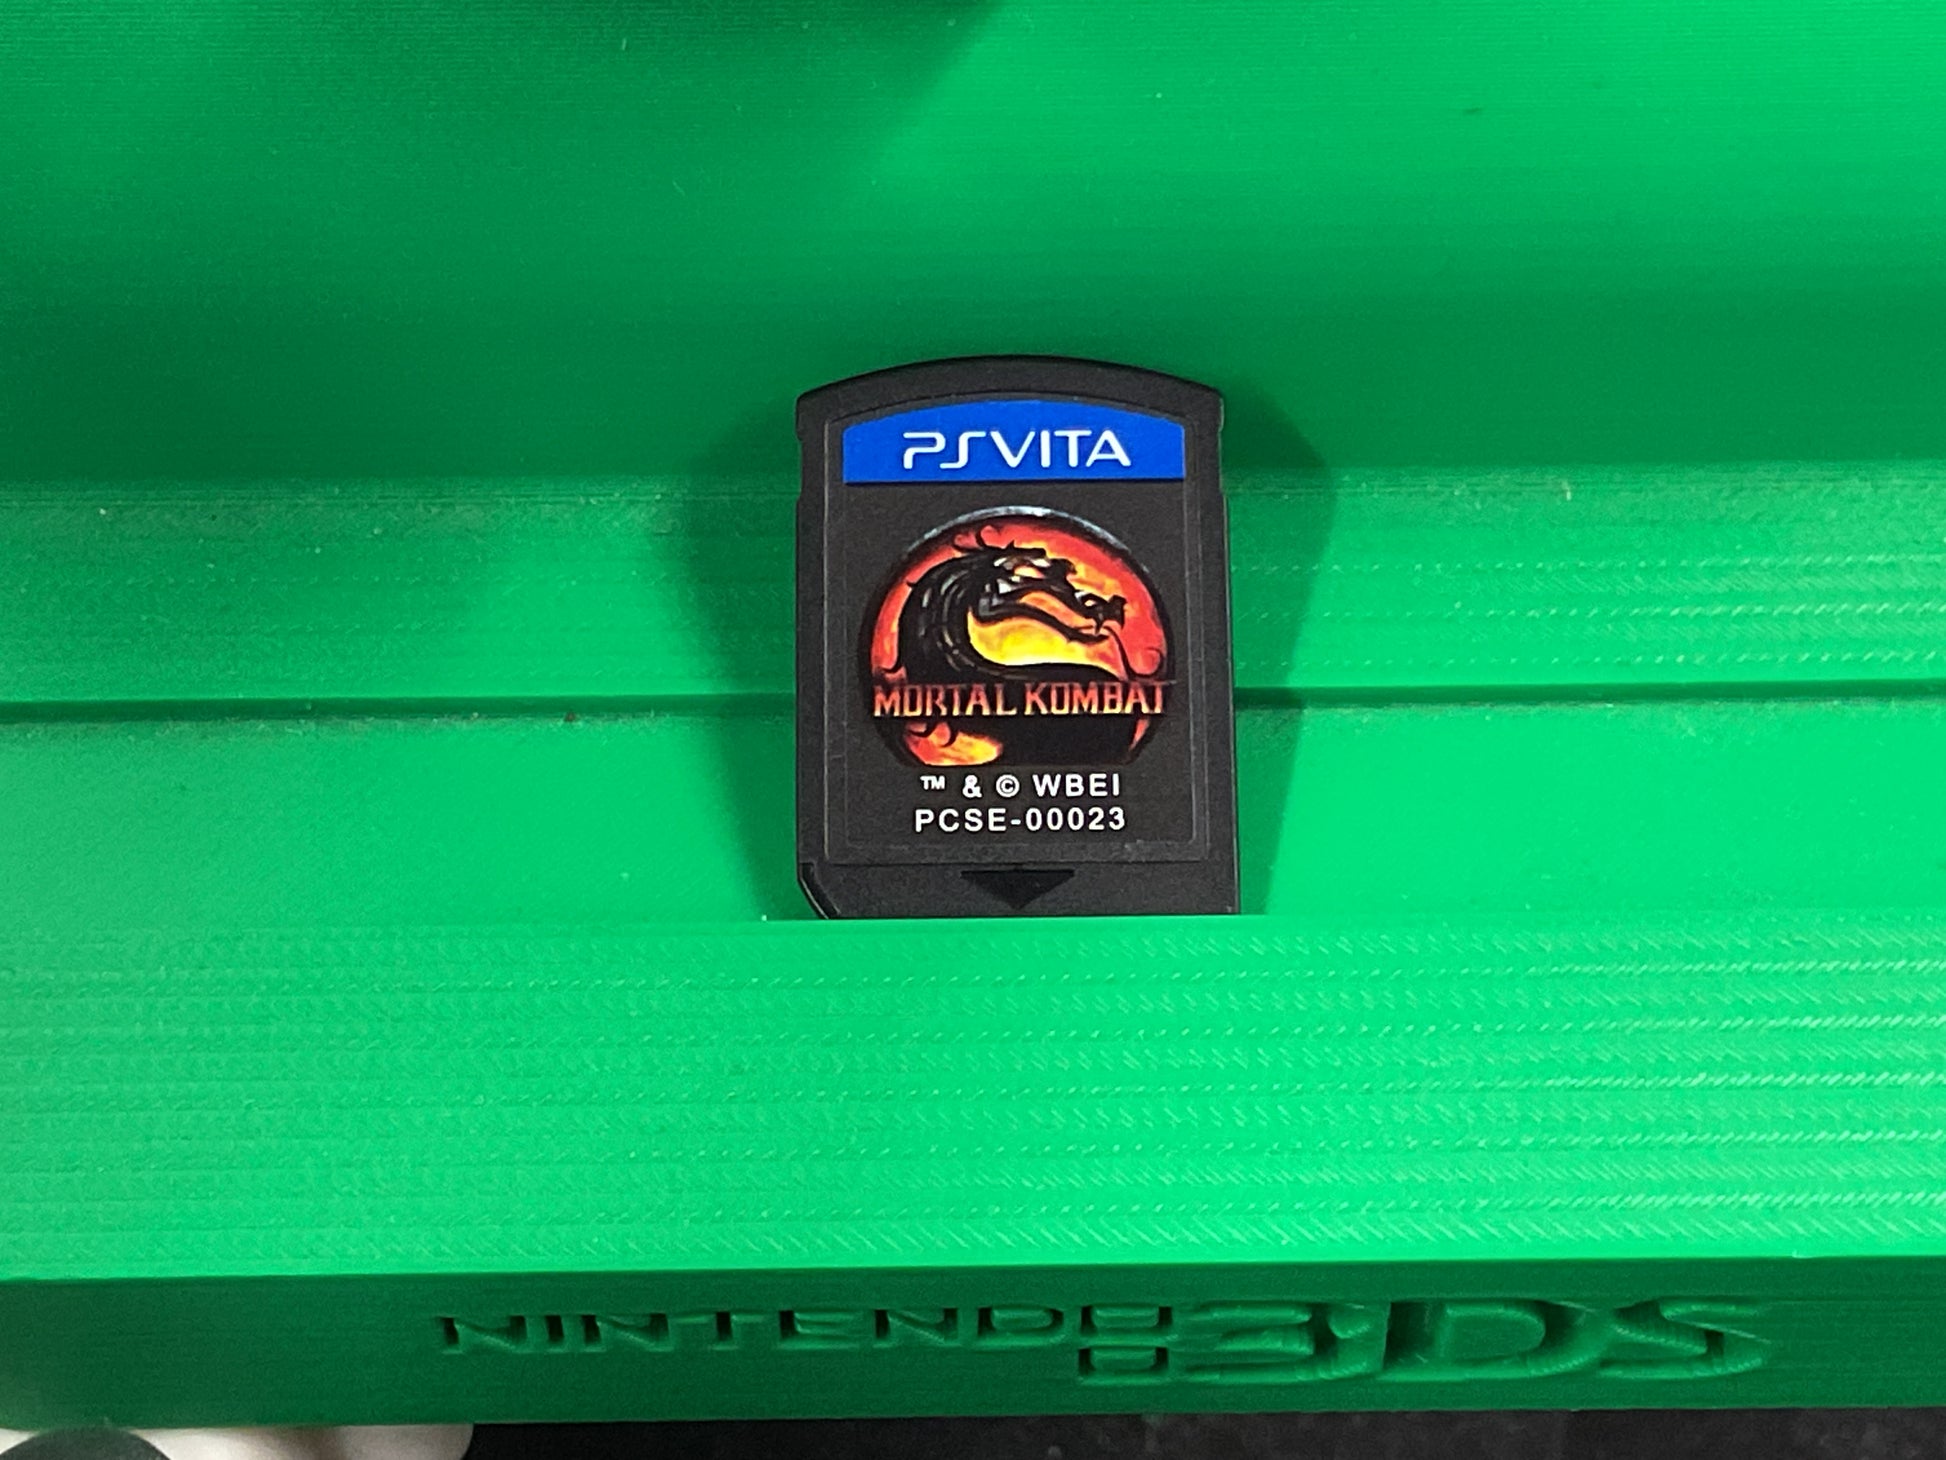 PSVITA
MORTAL KOMBAT
™ & © WBEI
PCSE-00023
NINTENDO 3DS